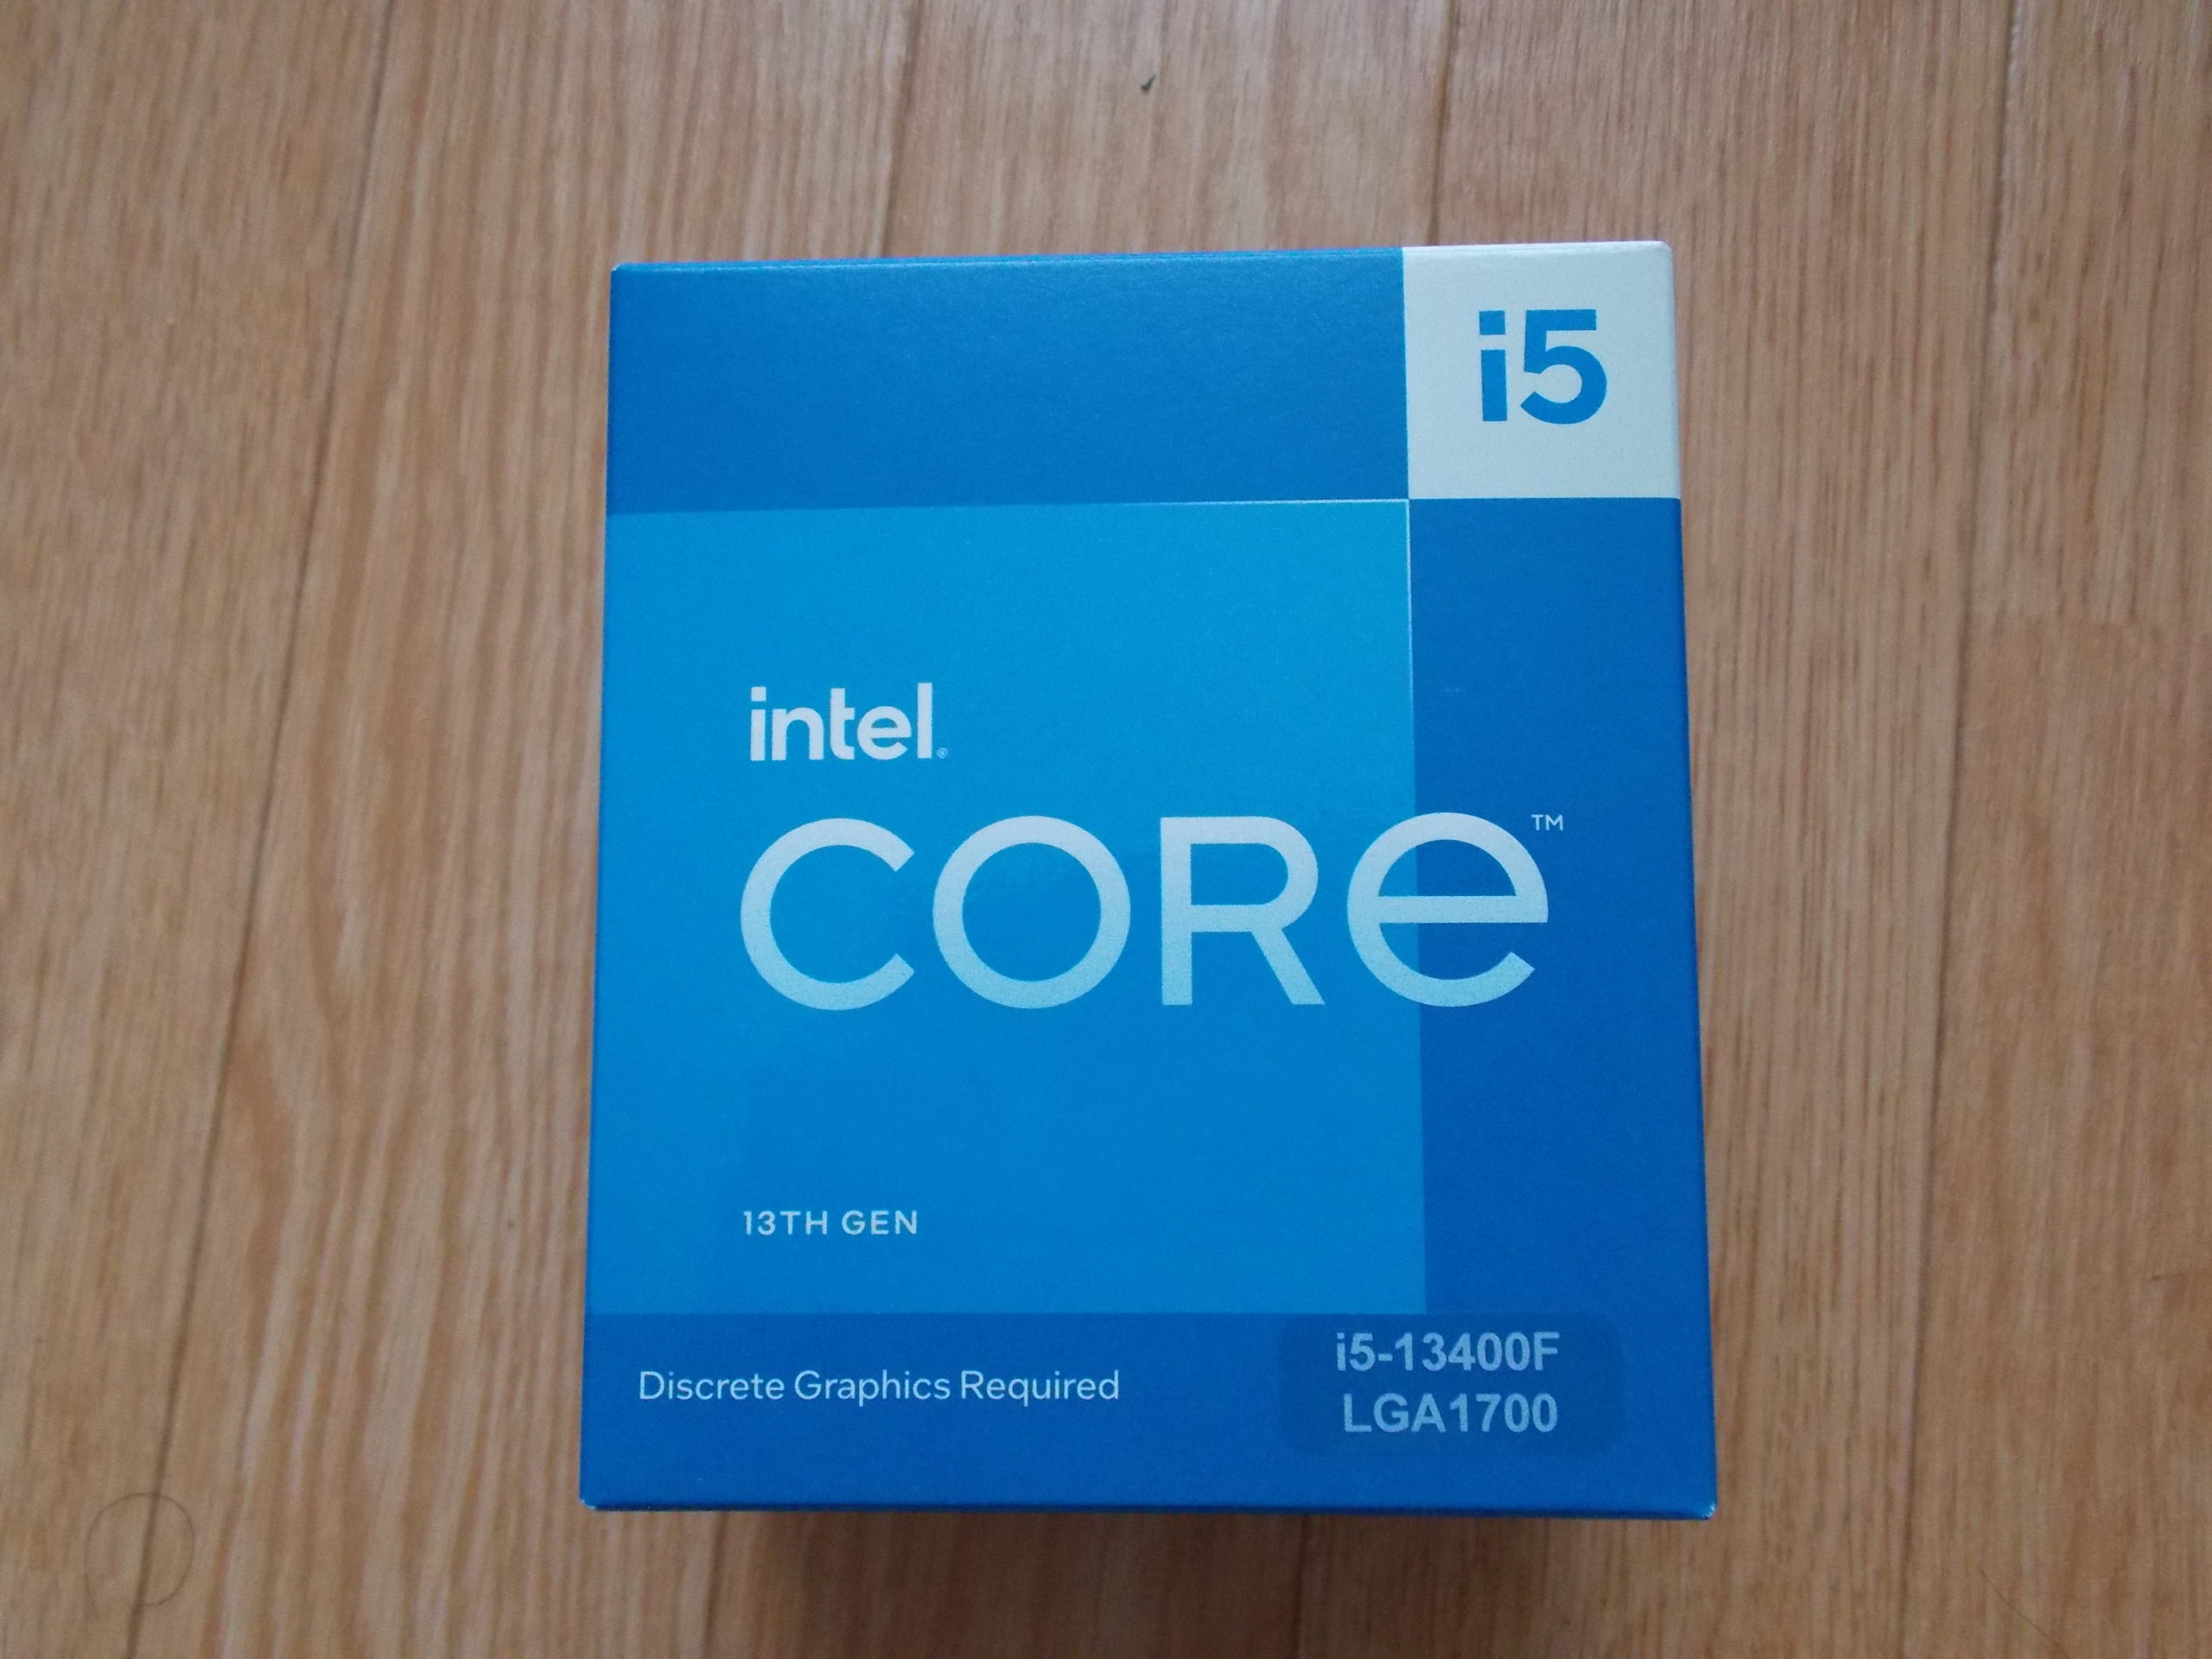 i5
intel®
CORe™
13TH GEN
Discrete Graphics Required
i5-13400F
LGA1700